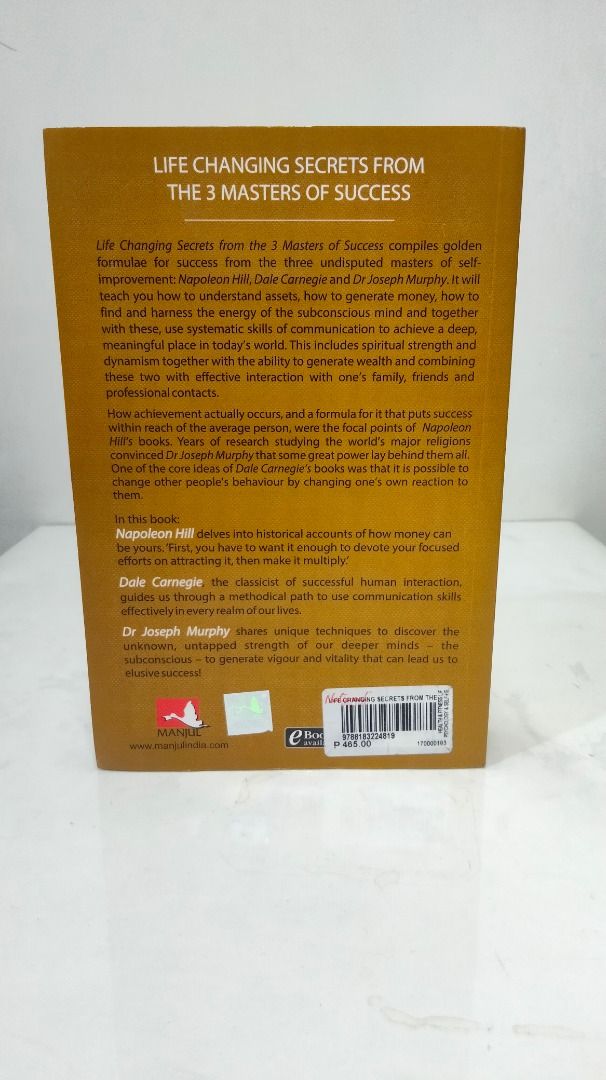 LIFE CHANGING SECRETS FROM
THE 3 MASTERS OF SUCCESS
Life Changing Secrets from the 3 Masters of Success compiles golden
formulae for success from the three undisputed masters of self-
improvement: Napoleon Hill, Dale Carnegie and Dr Joseph Murphy. It will
teach you how to understand assets, how to generate money, how to
find and harness the energy of the subconscious mind and together
with these, use systematic skills of communication to achieve a deep,
meaningful place in today's world. This includes spiritual strength and
dynamism together with the ability to generate wealth and combining
these two with effective interaction with one's family, friends and
professional contacts.
How achievement actually occurs, and a formula for it that puts success
within reach of the average person, were the focal points of Napoleon
Hill's books. Years of research studying the world's major religions
convinced Dr Joseph Murphy that some great power lay behind them all.
One of the core ideas of Dale Carnegie's books was that it is possible to
change other people's behaviour by changing one's own reaction to
them.
In this book:
Napoleon Hill delves into historical accounts of how money can
be yours. 'First, you have to want it enough to devote your focused
efforts on attracting it, then make it multiply.'
Dale Carnegie the classicist of successful human interaction,
guides us through a methodical path to use communication skills
effectively in every realm of our lives.
Dr Joseph Murphy shares unique techniques to discover the
unknown, untapped strength of our deeper minds – the
subconscious – to generate vigour and vitality that can lead us to
elusive success!
MANJUL
www.manjulindia.com
eBoo
avail
LIFE CHANGING SECRETS FROM THE
9788183224819
P 465.00
170000193
PSYCHOLOGY & SELF-HE